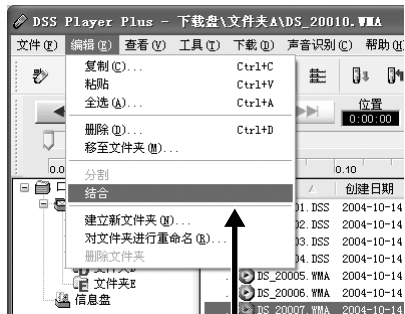 DSS Player Plus - 下载盘\文件夹A\DS_20010.WMA
文件(F) 编辑(E) 查看(V) 工具(T) 下载(D) 声音识别(C) 帮助(H)
复制(C)... Ctrl+C
粘贴 Ctrl+V
全选(A)... Ctrl+A
位置
0:00:00
删除(D)... Ctrl+D
移至文件夹(M)...
分割
0.10
结合
创建日期
建立新文件夹(N)...
对文件夹进行重命名(R)...
删除文件夹
01.DSS 2004-10-14
02.DSS 2004-10-14
03.DSS 2004-10-14
04.DSS 2004-10-14
DS_20005.WMA 2004-10-14
文件夹E
DS_20006.WMA 2004-10-14
信息盘
DS_20007.WMA 2004-10-14